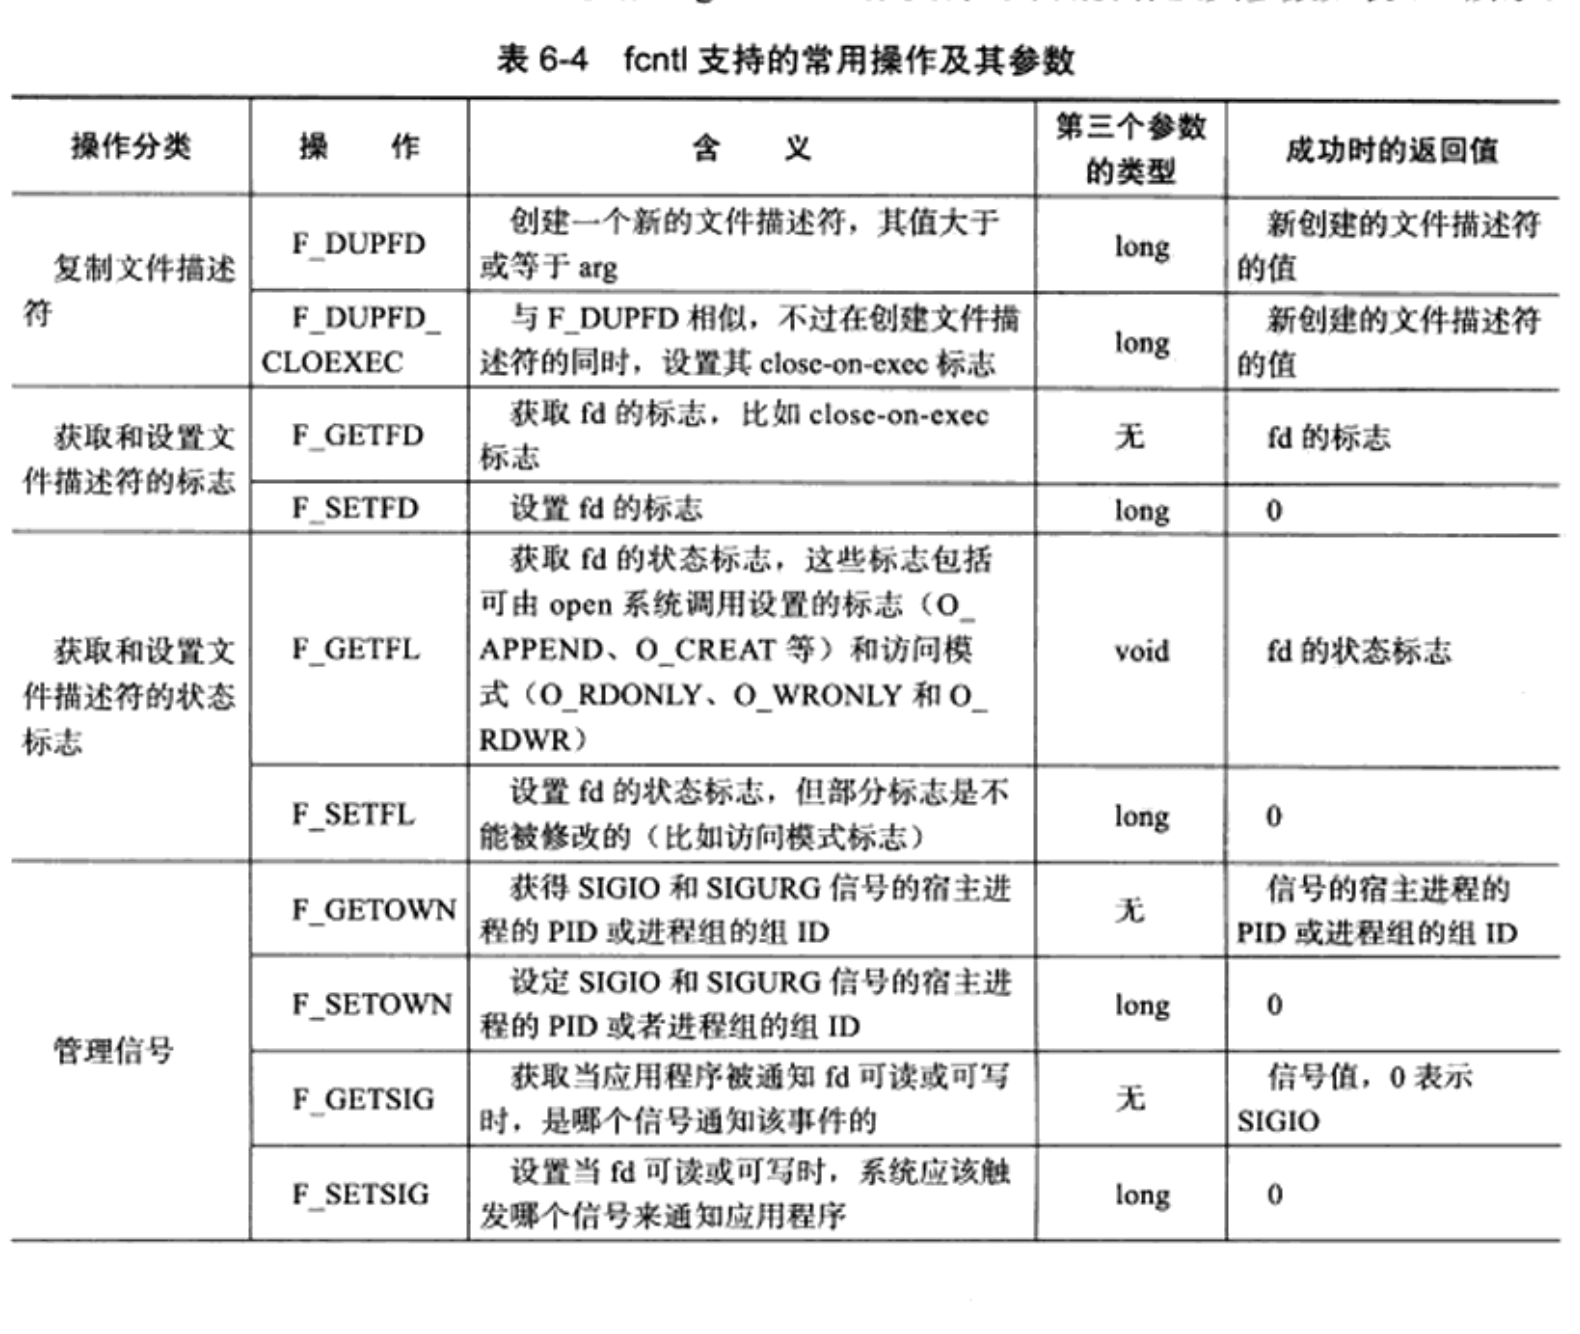 表 6-4 fcntl 支持的常用操作及其参数
操作分类
操 作
含 义
第三个参数
的类型
成功时的返回值
复制文件描述
符
F_DUPFD
创建一个新的文件描述符，其值大于
或等于 arg
long
新创建的文件描述符
的值
F_DUPFD_
CLOEXEC
与 F_DUPFD 相似，不过在创建文件描
述符的同时，设置其 close-on-exec 标志
long
新创建的文件描述符
的值
获取和设置文
件描述符的标志
F_GETFD
获取 fd 的标志，比如 close-on-exec
标志
无
fd 的标志
F_SETFD
设置 fd 的标志
long
0
获取和设置文
件描述符的状态
标志
F_GETFL
获取 fd 的状态标志，这些标志包括
可由 open 系统调用设置的标志（O_
APPEND、O_CREAT 等）和访问模
式（O_RDONLY、O_WRONLY 和 O_
RDWR）
void
fd 的状态标志
F_SETFL
设置 fd 的状态标志，但部分标志是不
能被修改的（比如访问模式标志）
long
0
管理信号
F_GETOWN
获得 SIGIO 和 SIGURG 信号的宿主进
程的 PID 或进程组的组 ID
无
信号的宿主进程的
PID 或进程组的组 ID
F_SETOWN
设定 SIGIO 和 SIGURG 信号的宿主进
程的 PID 或者进程组的组 ID
long
0
F_GETSIG
获取当应用程序被通知 fd 可读或可写
时，是哪个信号通知该事件的
无
信号值，0 表示
SIGIO
F_SETSIG
设置当 fd 可读或可写时，系统应该触
发哪个信号来通知应用程序
long
0